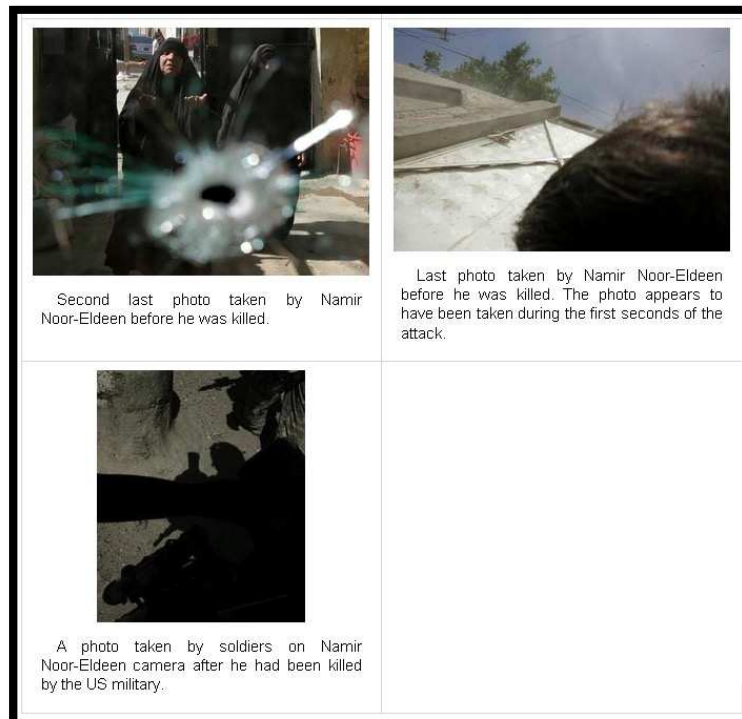 Second last photo taken by Namir
Noor-Eldeen before he was killed.
Last photo taken by Namir Noor-Eldeen
before he was killed. The photo appears to
have been taken during the first seconds of the
attack.
A photo taken by soldiers on Namir
Noor-Eldeen camera after he had been killed
by the US military.